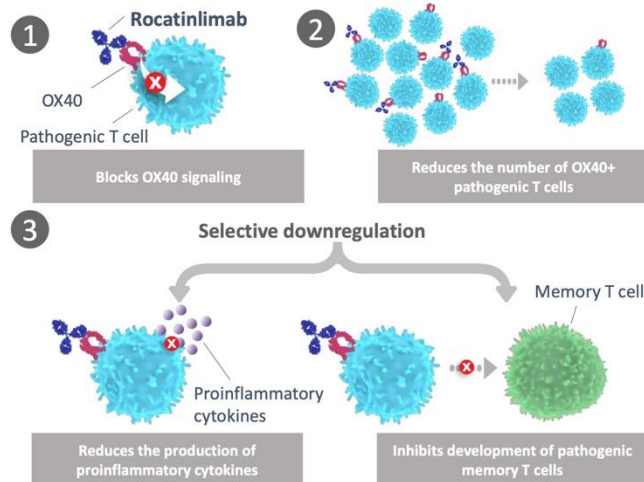 1
Rocatinlimab
X
OX40
Pathogenic T cell
Blocks OX40 signaling
2
Reduces the number of OX40+
pathogenic T cells
3
Selective downregulation
X
Proinflammatory
cytokines
Reduces the production of
proinflammatory cytokines
Memory T cell
X
Inhibits development of pathogenic
memory T cells